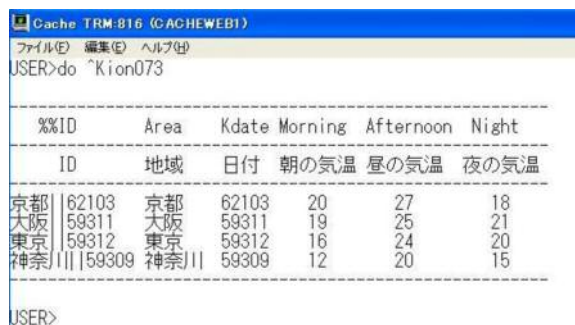 Cache TRM:816 (CACHEWEB1)
ファイル(F) 編集(E) ヘルプ(H)
USER>do ^Kion073
--------------------------------------------------------
%%ID Area Kdate Morning Afternoon Night
--------------------------------------------------------
ID 地域 日付 朝の気温 昼の気温 夜の気温
--------------------------------------------------------
京都||62103 京都 62103 20 27 18
大阪||59311 大阪 59311 19 25 21
東京||59312 東京 59312 16 24 20
神奈川||59309 神奈川 59309 12 20 15
--------------------------------------------------------
USER>